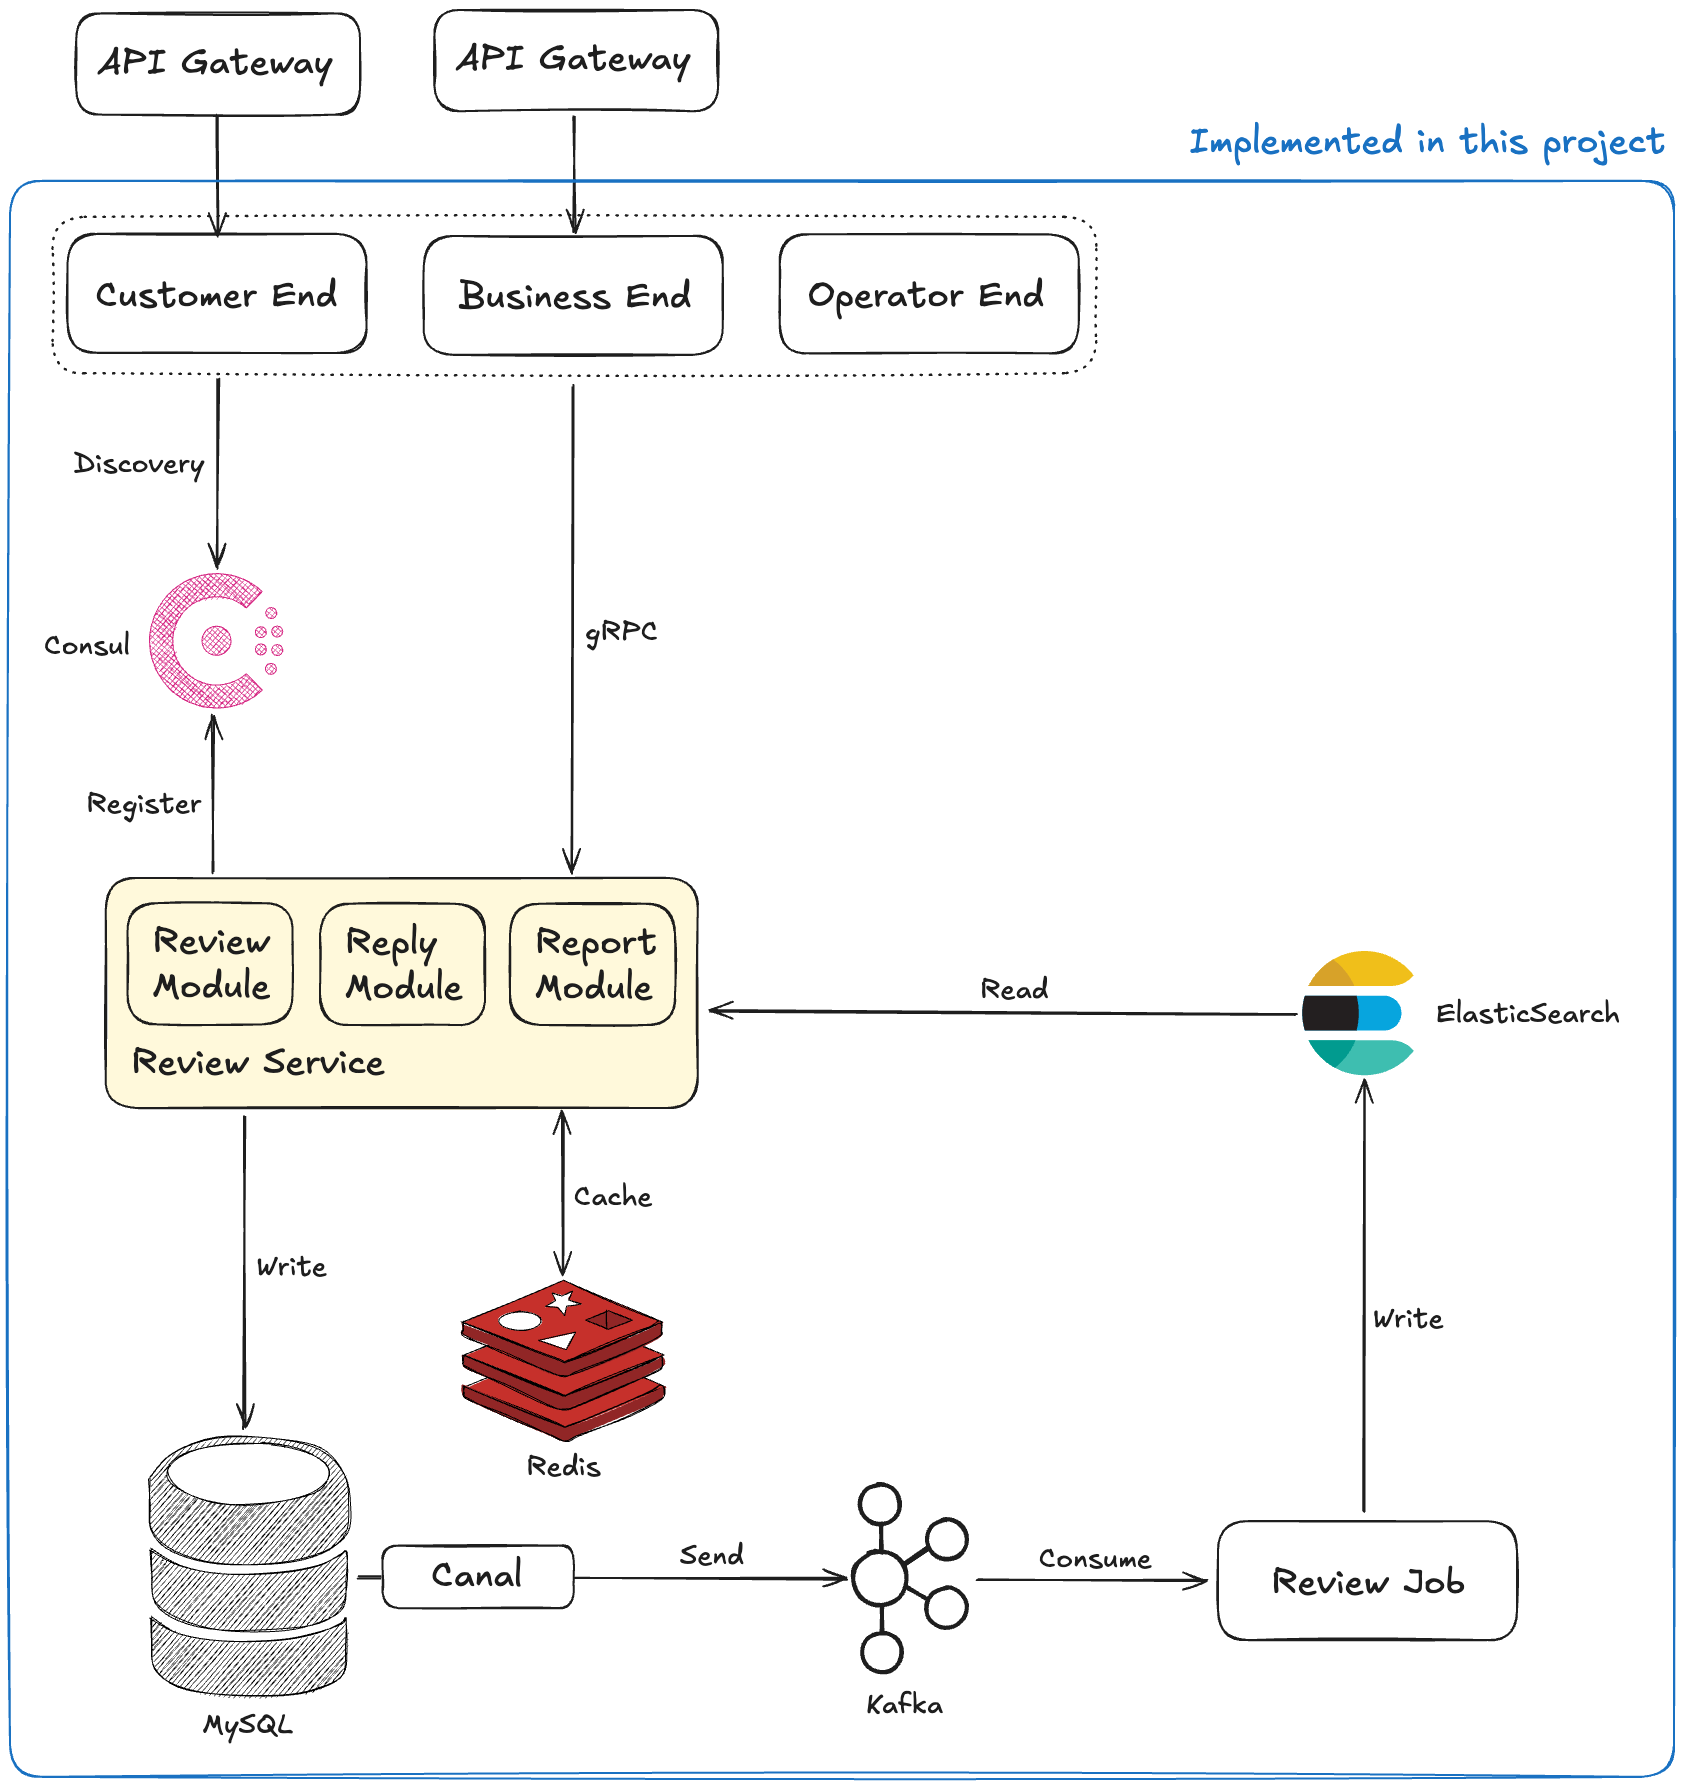 API Gateway
API Gateway
Implemented in this project
Customer End
Business End
Operator End
Discovery
Consul
gRPC
Register
Review
Module
Reply
Module
Report
Module
Review Service
Read
ElasticSearch
Cache
Write
Write
Redis
Canal
Send
Consume
Review Job
Kafka
MySQL